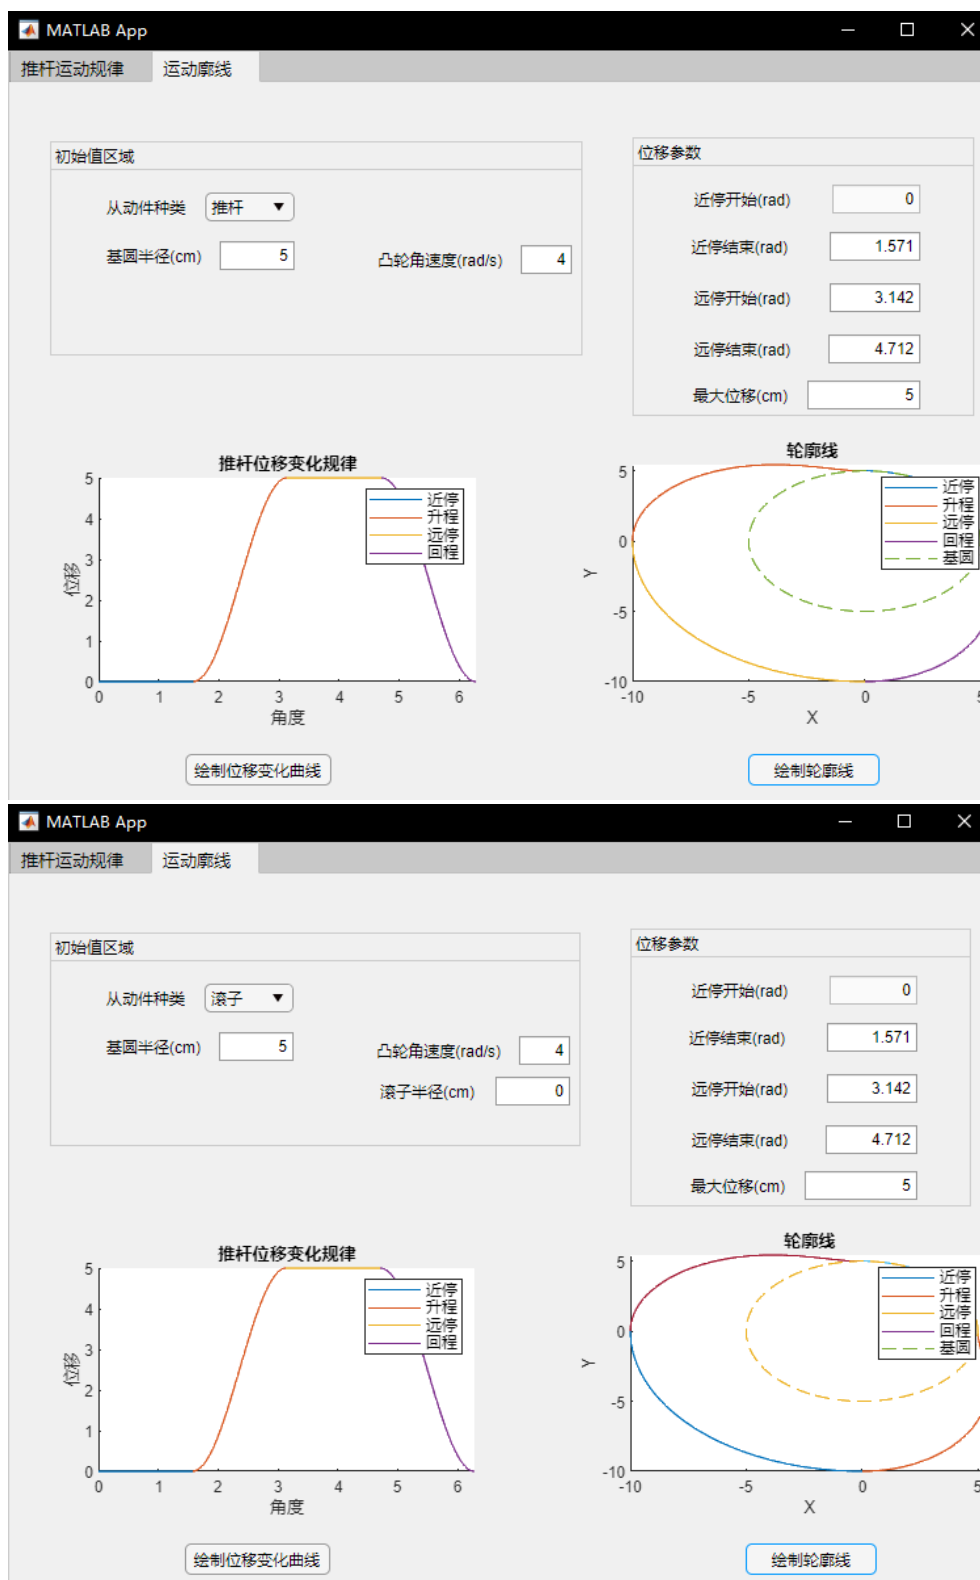 MATLAB App
推杆运动规律 运动廓线
初始值区域
从动件种类 推杆
基圆半径(cm) 5 凸轮角速度(rad/s) 4
位移参数
近停开始(rad) 0
近停结束(rad) 1.571
远停开始(rad) 3.142
远停结束(rad) 4.712
最大位移(cm) 5
推杆位移变化规律
5
4
3
2
1
0
位移
0 1 2 3 4 5 6
角度
近停
升程
远停
回程
轮廓线
5
0
-5
-10
Y
-10 -5 0 5
X
近停
升程
远停
回程
基圆
绘制位移变化曲线
绘制轮廓线
MATLAB App
推杆运动规律 运动廓线
初始值区域
从动件种类 滚子
基圆半径(cm) 5 凸轮角速度(rad/s) 4
滚子半径(cm) 0
位移参数
近停开始(rad) 0
近停结束(rad) 1.571
远停开始(rad) 3.142
远停结束(rad) 4.712
最大位移(cm) 5
推杆位移变化规律
5
4
3
2
1
0
位移
0 1 2 3 4 5 6
角度
近停
升程
远停
回程
轮廓线
5
0
-5
-10
Y
-10 -5 0 5
X
近停
升程
远停
回程
基圆
绘制位移变化曲线
绘制轮廓线